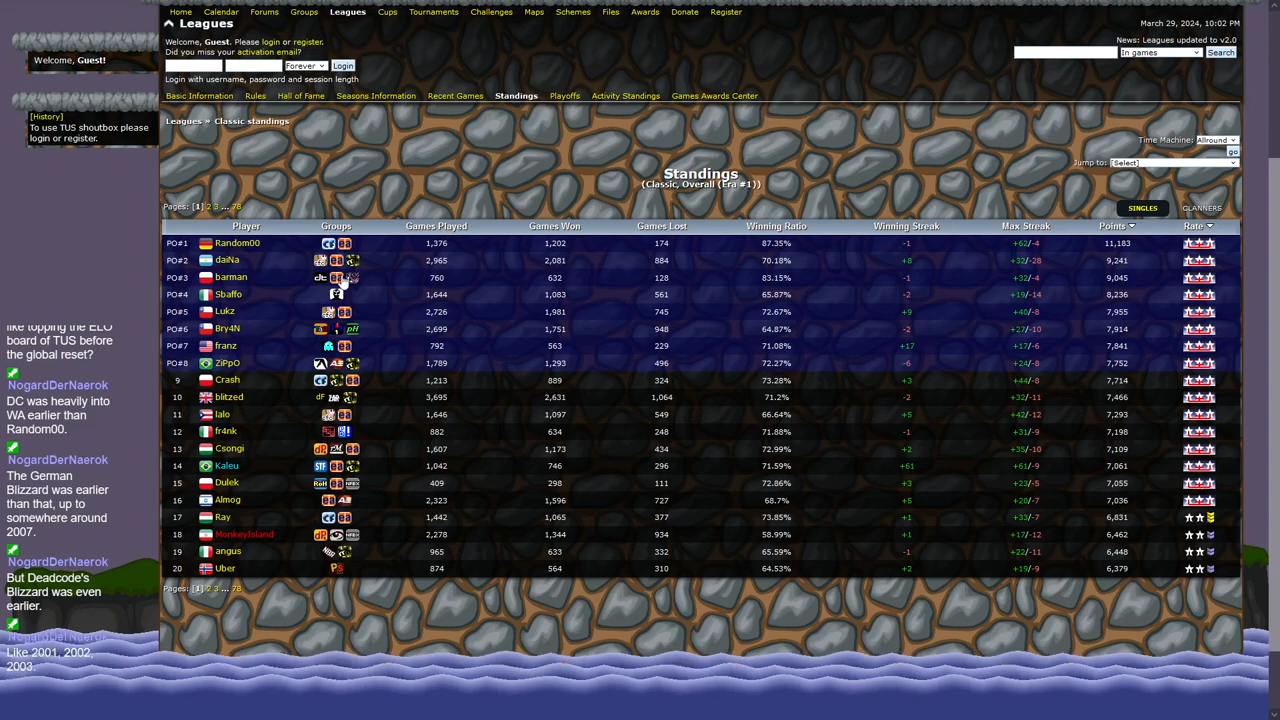 Home Calendar Forums Groups Leagues Cups Tournaments Challenges Maps Schemes Files Awards Donate Register
Leagues
March 29, 2024, 10:02 PM
Welcome, Guest!
Welcome, Guest. Please login or register.
Did you miss your activation email?
News: Leagues updated to v2.0
In games
Search
Forever
Login
Login with username, password and session length
Basic Information Rules Hall of Fame Seasons Information Recent Games Standings Playoffs Activity Standings Games Awards Center
[History]
To use TUS shoutbox please
login or register.
Leagues » Classic standings
Time Machine: Allround
go
Jump to: [Select]
Standings
(Classic, Overall (Era #1))
Pages: [1] 2 3 ... 78
SINGLES CLANNERS
Player Groups Games Played Games Won Games Lost Winning Ratio Winning Streak Max Streak Points Rate
PO#1 Random00 1,376 1,202 174 87.35% -1 +62/-4 11,183
PO#2 daiNa 2,965 2,081 884 70.18% +8 +32/-28 9,241
PO#3 barman 760 632 128 83.15% -1 +32/-4 9,045
PO#4 Sbaffo 1,644 1,083 561 65.87% -2 +19/-14 8,236
PO#5 Lukz 2,726 1,981 745 72.67% +9 +40/-8 7,955
PO#6 Bry4N 2,699 1,751 948 64.87% -2 +27/-10 7,914
PO#7 franz 792 563 229 71.08% +17 +17/-6 7,841
PO#8 ZiPpO 1,789 1,293 496 72.27% -6 +24/-8 7,752
9 Crash 1,213 889 324 73.28% +3 +44/-8 7,714
10 blitzed 3,695 2,631 1,064 71.2% -2 +32/-11 7,466
11 lalo 1,646 1,097 549 66.64% +5 +42/-12 7,293
12 fr4nk 882 634 248 71.88% -1 +31/-9 7,198
13 Csongi 1,607 1,173 434 72.99% +2 +35/-10 7,109
14 Kaleu 1,042 746 296 71.59% +61 +61/-9 7,061
15 Dulek 409 298 111 72.86% +3 +23/-5 7,055
16 Almog 2,323 1,596 727 68.7% +5 +20/-7 7,036
17 Ray 1,442 1,065 377 73.85% +1 +33/-7 6,831
18 MonkeyIsland 2,278 1,344 934 58.99% +1 +17/-12 6,462
19 angus 965 633 332 65.59% -1 +22/-11 6,448
20 Uber 874 564 310 64.53% +2 +19/-9 6,379
Pages: [1] 2 3 ... 78
like topping the ELO
board of TUS before
the global reset?
NogardDerNaerok
DC was heavily into
WA earlier than
Random00.
NogardDerNaerok
The German
Blizzard was earlier
than that, up to
somewhere around
2007.
NogardDerNaerok
But Deadcode's
Blizzard was even
earlier.
NogardDerNaerok
Like 2001, 2002,
2003.